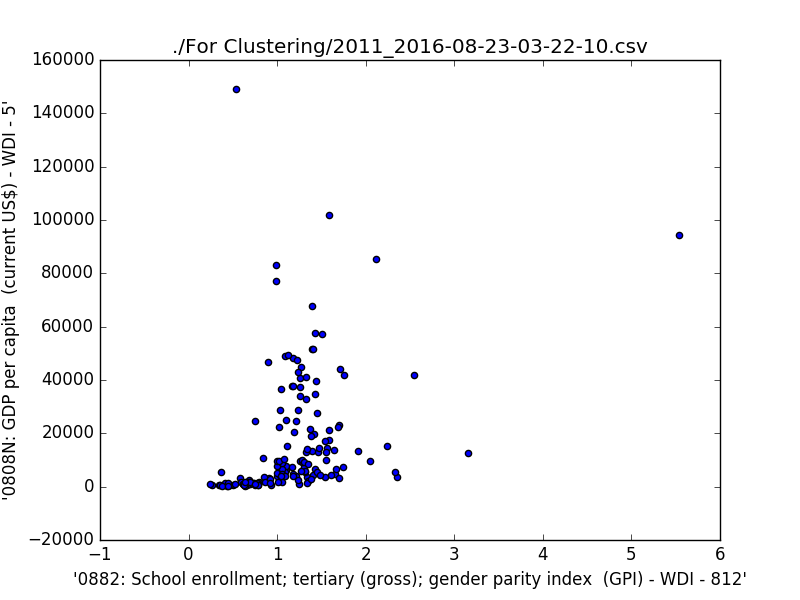 ./For Clustering/2011_2016-08-23-03-22-10.csv
160000
140000
120000
100000
80000
60000
40000
20000
0
−20000
'0808N: GDP per capita  (current US$) - WDI - 5'
−1 0 1 2 3 4 5 6
'0882: School enrollment; tertiary (gross); gender parity index  (GPI) - WDI - 812'